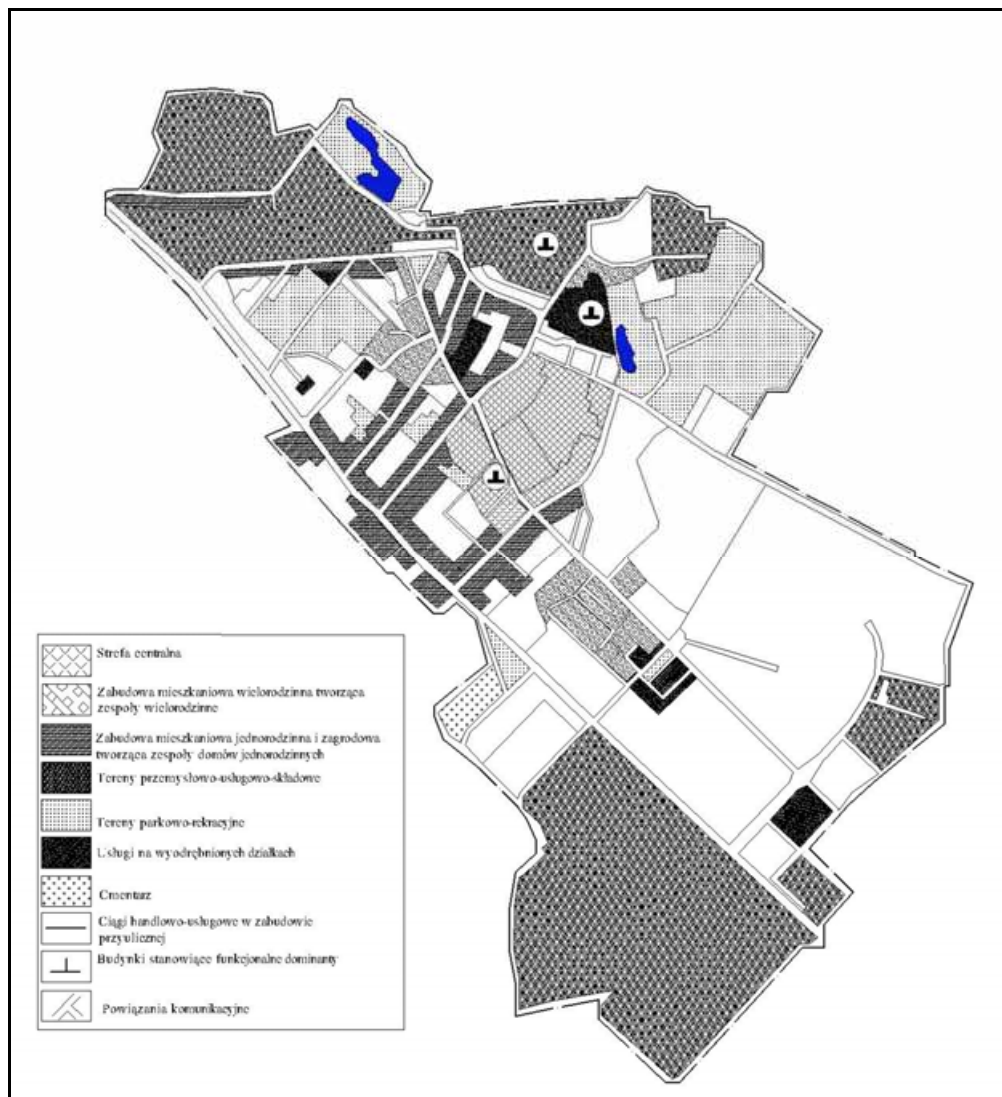 Strefa centralna
Zabudowa mieszkaniowa wielorodzinna tworząca
zespoły wielorodzinne
Zabudowa mieszkaniowa jednorodzinna i zagrodowa
tworząca zespoły domów jednorodzinnych
Tereny przemysłowo-usługowo-składowe
Tereny parkowo-rekracyjne
Usługi na wyodrębnionych działkach
Cmentarz
Ciągi handlowo-usługowe w zabudowie
przyulicznej
Budynki stanowiące funkcjonalne dominanty
Powiązania komunikacyjne